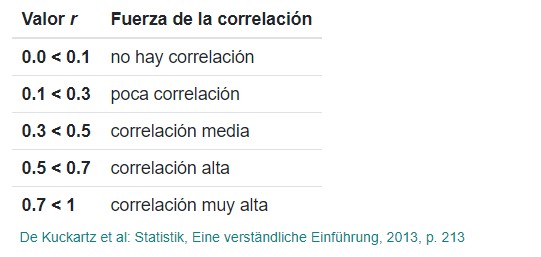 Valor r Fuerza de la correlación
0.0 < 0.1 no hay correlación
0.1 < 0.3 poca correlación
0.3 < 0.5 correlación media
0.5 < 0.7 correlación alta
0.7 < 1 correlación muy alta
De Kuckartz et al: Statistik, Eine verständliche Einführung, 2013, p. 213